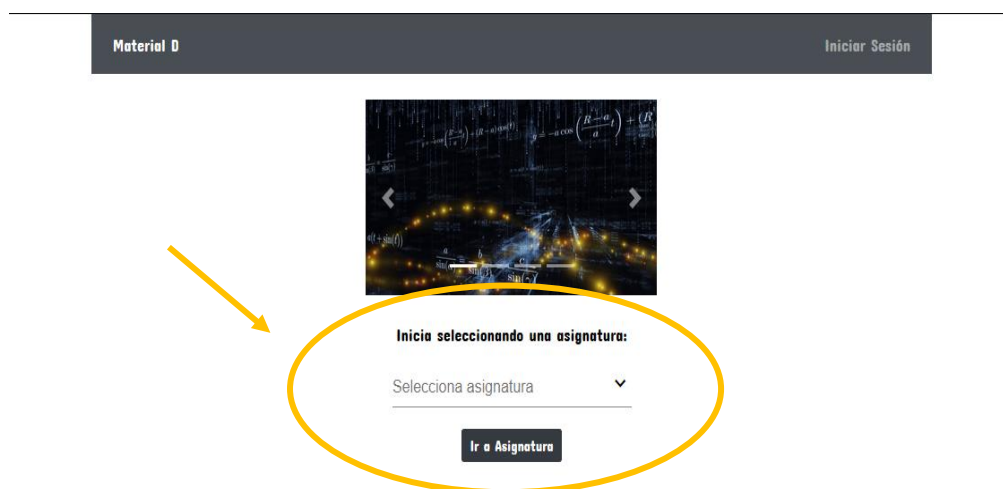 Material D
Iniciar Sesión
Inicia seleccionando una asignatura:
Selecciona asignatura
Ir a Asignatura